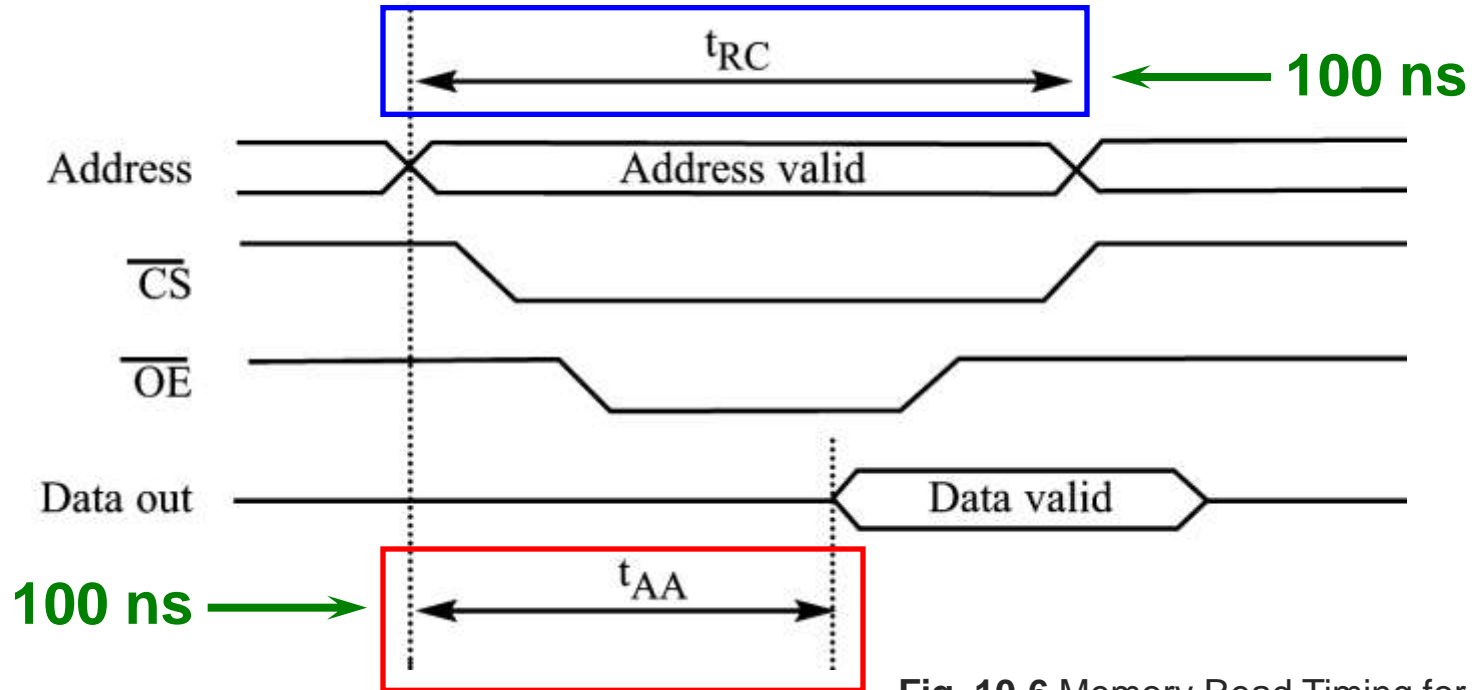 tRC
100 ns
Address
Address valid
CS
OE
Data out
Data valid
100 ns
tAA
Fig. 10-6 Memory Read Timing for